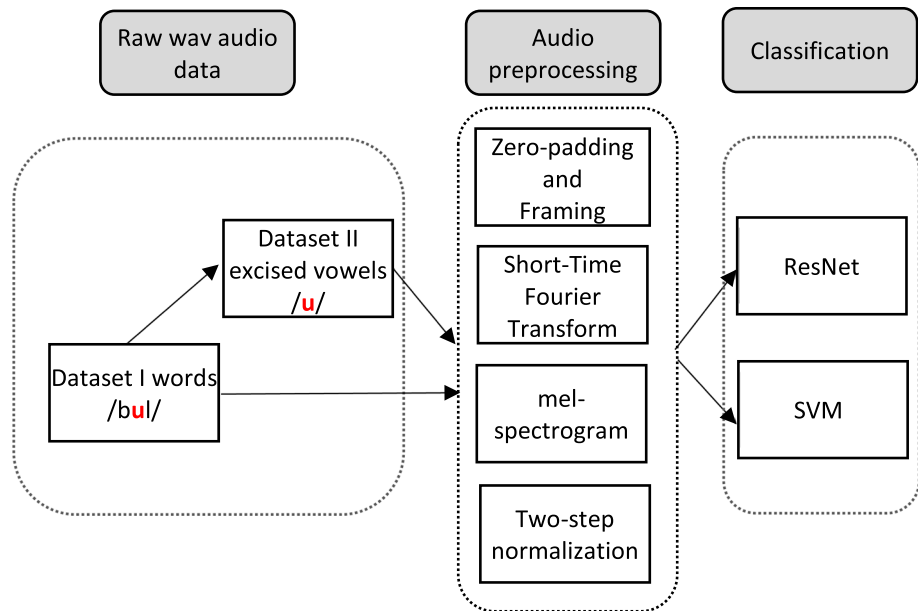 Raw wav audio
data
Audio
preprocessing
Classification
Dataset II
excised vowels
/u/
Dataset I words
/bul/
Zero-padding
and
Framing
Short-Time
Fourier
Transform
mel-
spectrogram
Two-step
normalization
ResNet
SVM